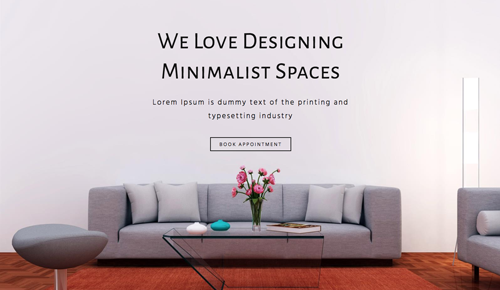 We Love Designing
Minimalist Spaces
Lorem Ipsum is dummy text of the printing and
typesetting industry
BOOK APPOINTMENT